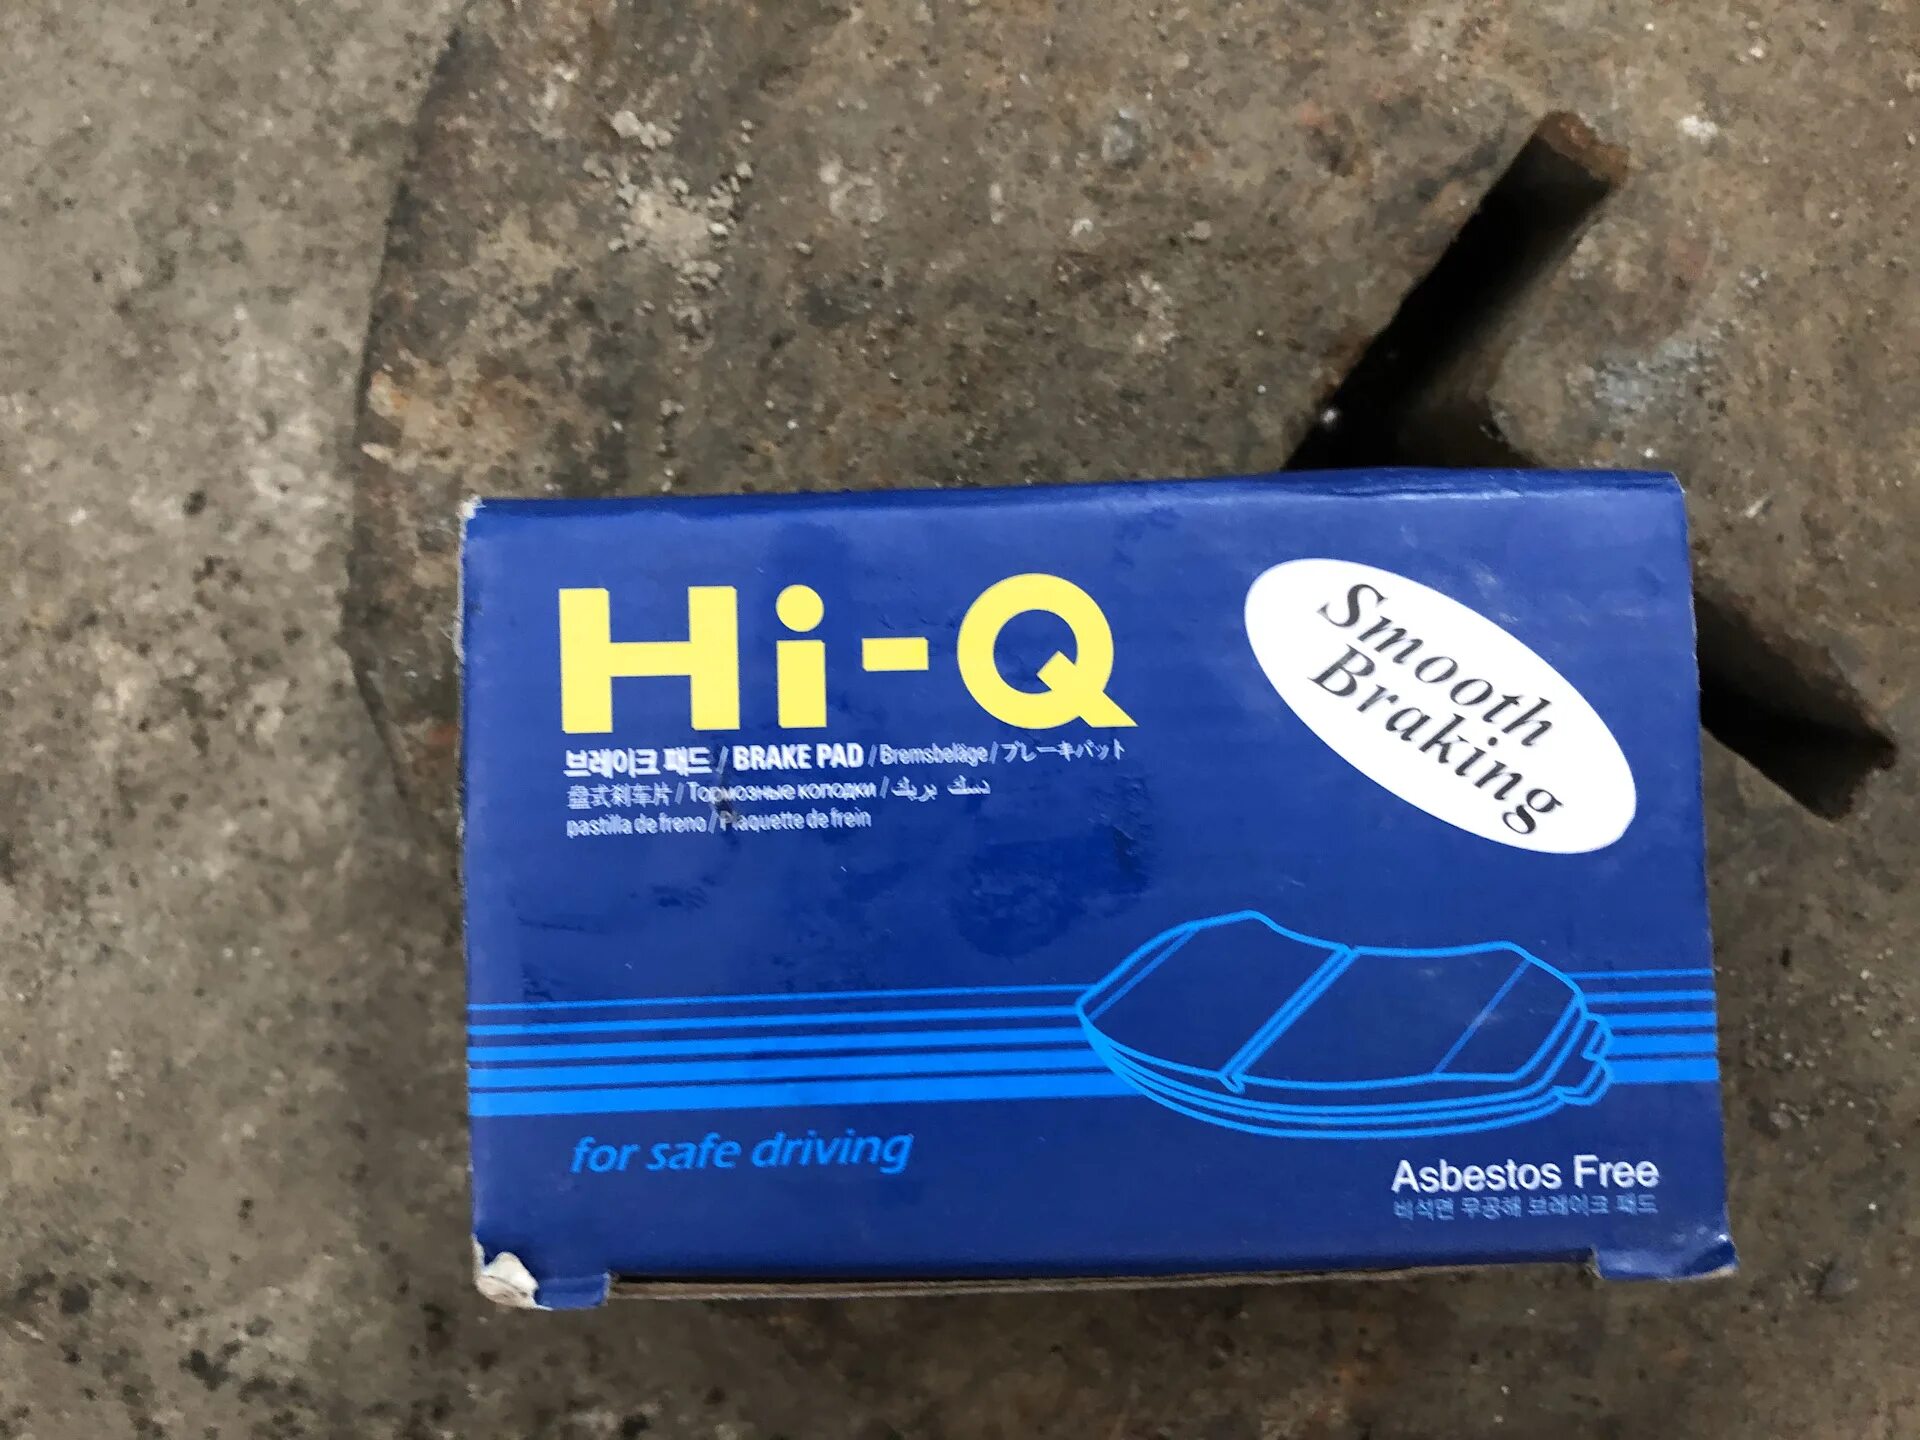 Hi-Q
브레이크 패드 / BRAKE PAD / Bremsbeläge / ブレーキパット
盘式刹车片 / Тормозные колодки / دسك بريك
pastilla de freno / Plaquette de frein
Smooth
Braking
for safe driving
Asbestos Free
비석면 무공해 브레이크 패드